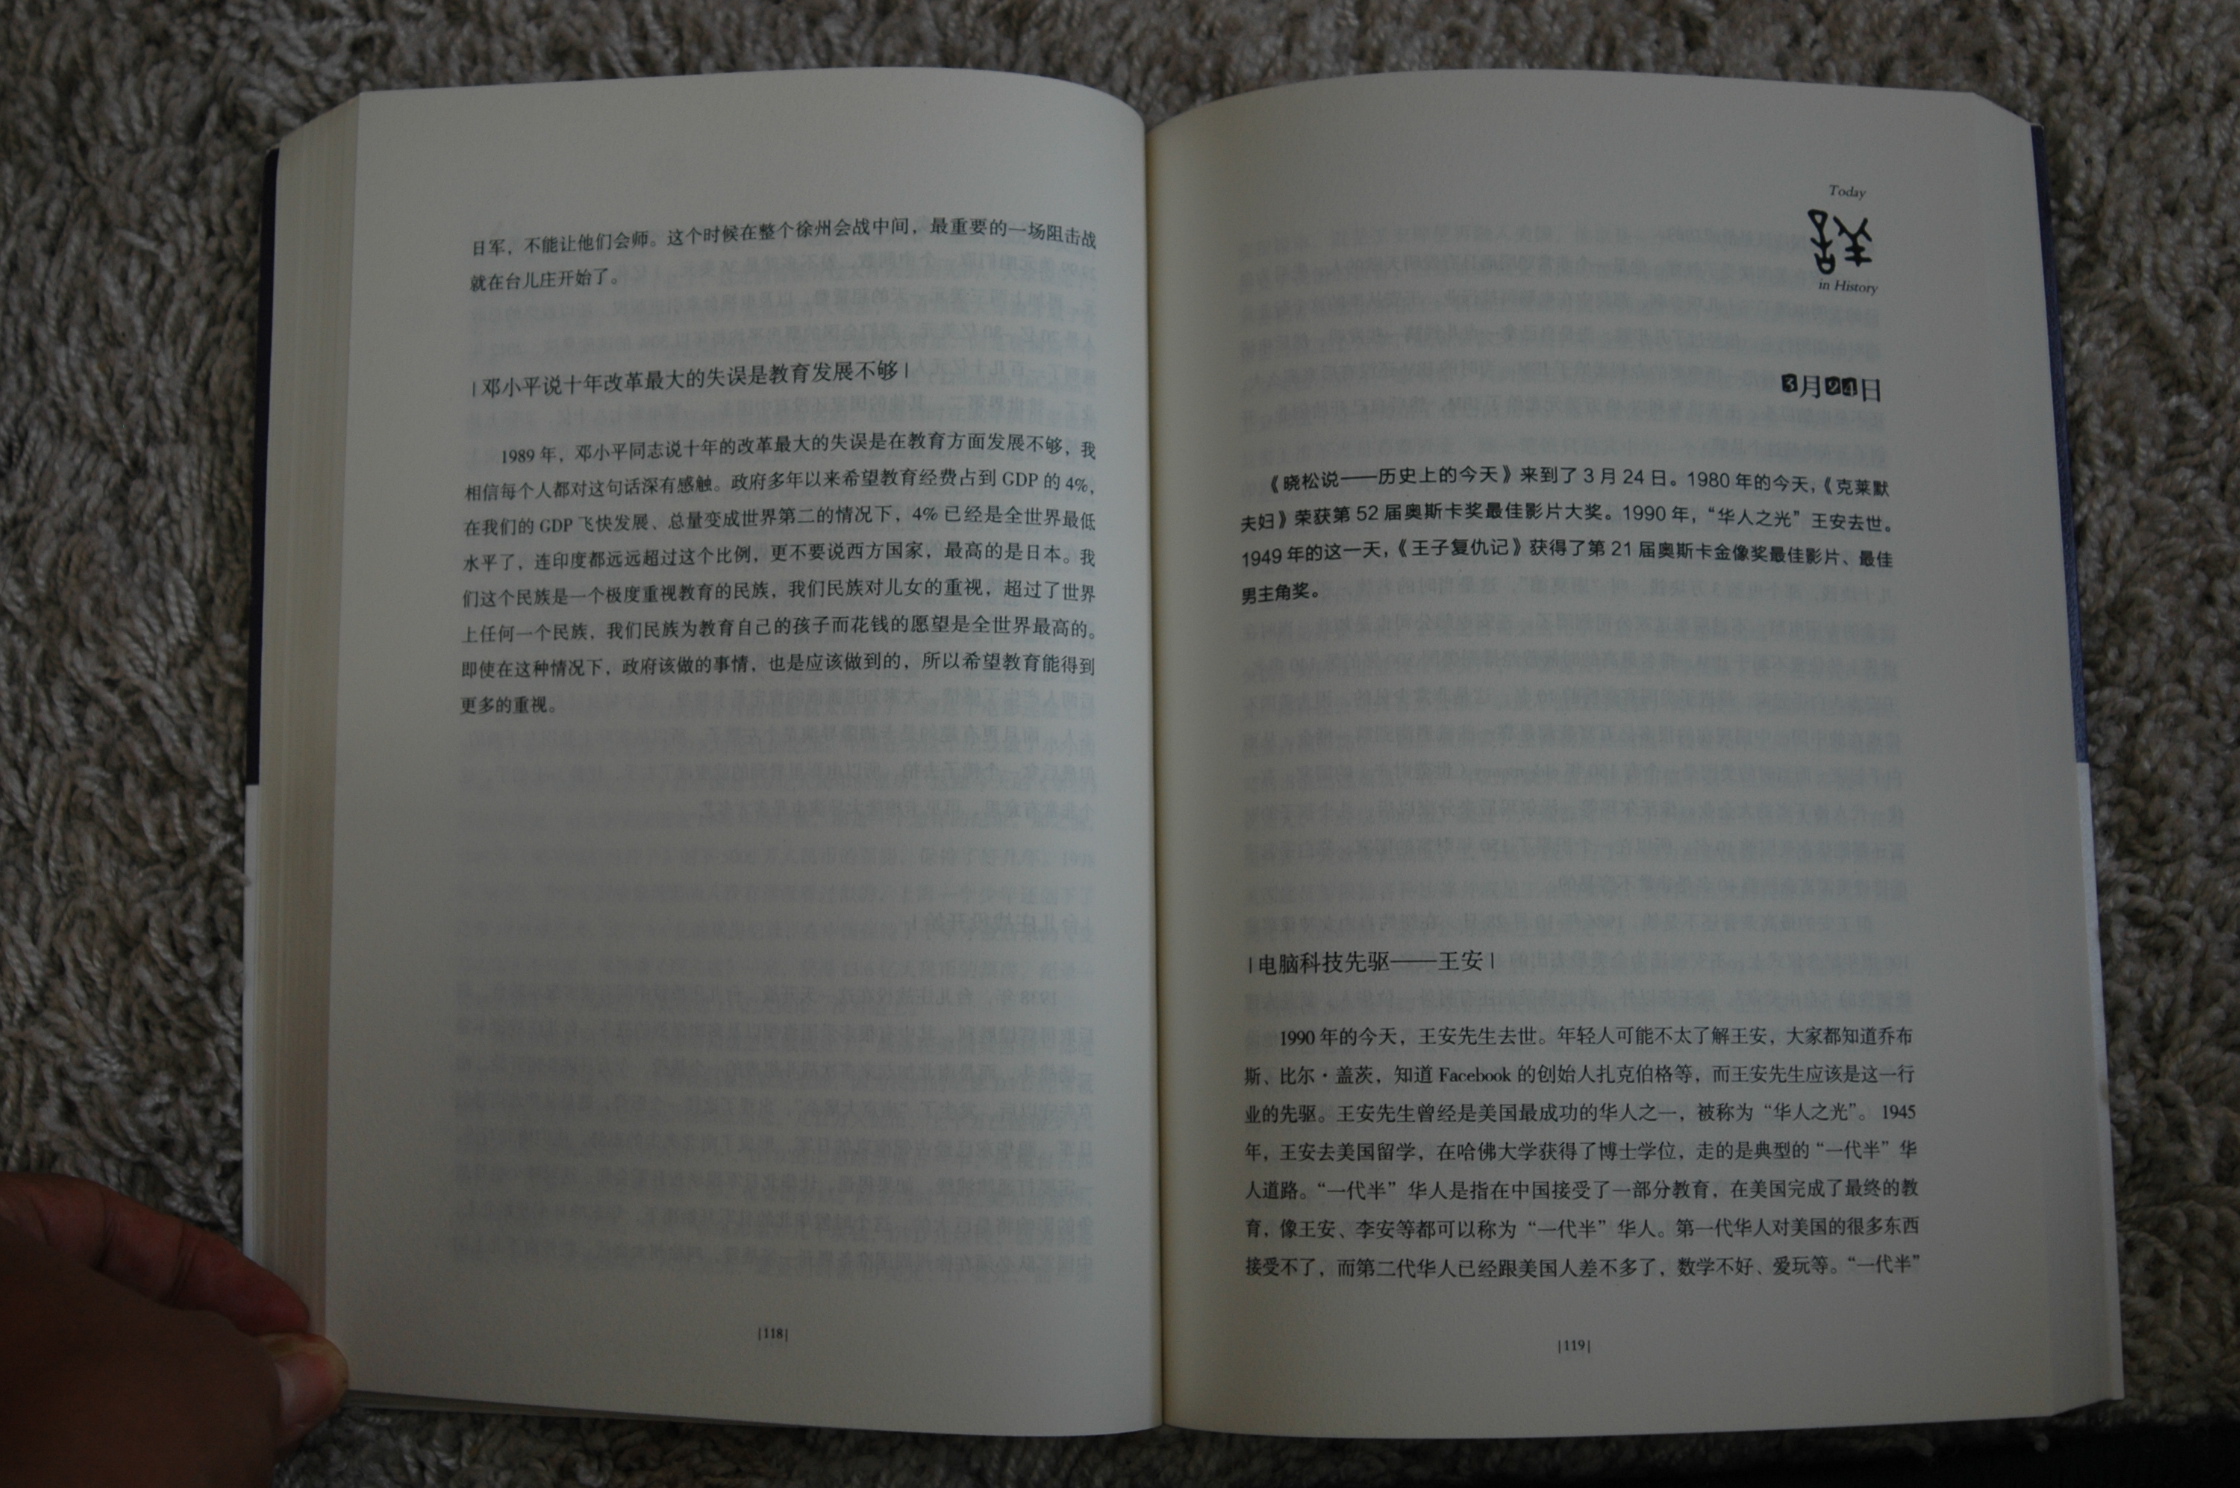 日军，不能让他们会师。这个时候在整个徐州会战中间，最重要的一场阻击战
就在台儿庄开始了。
|邓小平说十年改革最大的失误是教育发展不够|
1989 年，邓小平同志说十年的改革最大的失误是在教育方面发展不够，我
相信每个人都对这句话深有感触。政府多年以来希望教育经费占到 GDP 的 4%，
在我们的 GDP 飞快发展、总量变成世界第二的情况下，4% 已经是全世界最低
水平了，连印度都远远超过这个比例，更不要说西方国家，最高的是日本。我
们这个民族是一个极度重视教育的民族，我们民族对儿女的重视，超过了世界
上任何一个民族，我们民族为教育自己的孩子而花钱的愿望是全世界最高的。
即使在这种情况下，政府该做的事情，也是应该做到的，所以希望教育能得到
更多的重视。
|118|
Today
in History
3月24日
《晓松说——历史上的今天》来到了 3 月 24 日。1980 年的今天，《克莱默
夫妇》荣获第 52 届奥斯卡奖最佳影片大奖。1990 年，“华人之光”王安去世。
1949 年的这一天，《王子复仇记》获得了第 21 届奥斯卡金像奖最佳影片、最佳
男主角奖。
|电脑科技先驱——王安|
1990 年的今天，王安先生去世。年轻人可能不太了解王安，大家都知道乔布
斯、比尔·盖茨，知道 Facebook 的创始人扎克伯格等，而王安先生应该是这一行
业的先驱。王安先生曾经是美国最成功的华人之一，被称为“华人之光”。1945
年，王安去美国留学，在哈佛大学获得了博士学位，走的是典型的“一代半”华
人道路。“一代半”华人是指在中国接受了一部分教育，在美国完成了最终的教
育，像王安、李安等都可以称为“一代半”华人。第一代华人对美国的很多东西
接受不了，而第二代华人已经跟美国人差不多了，数学不好、爱玩等。“一代半”
|119|